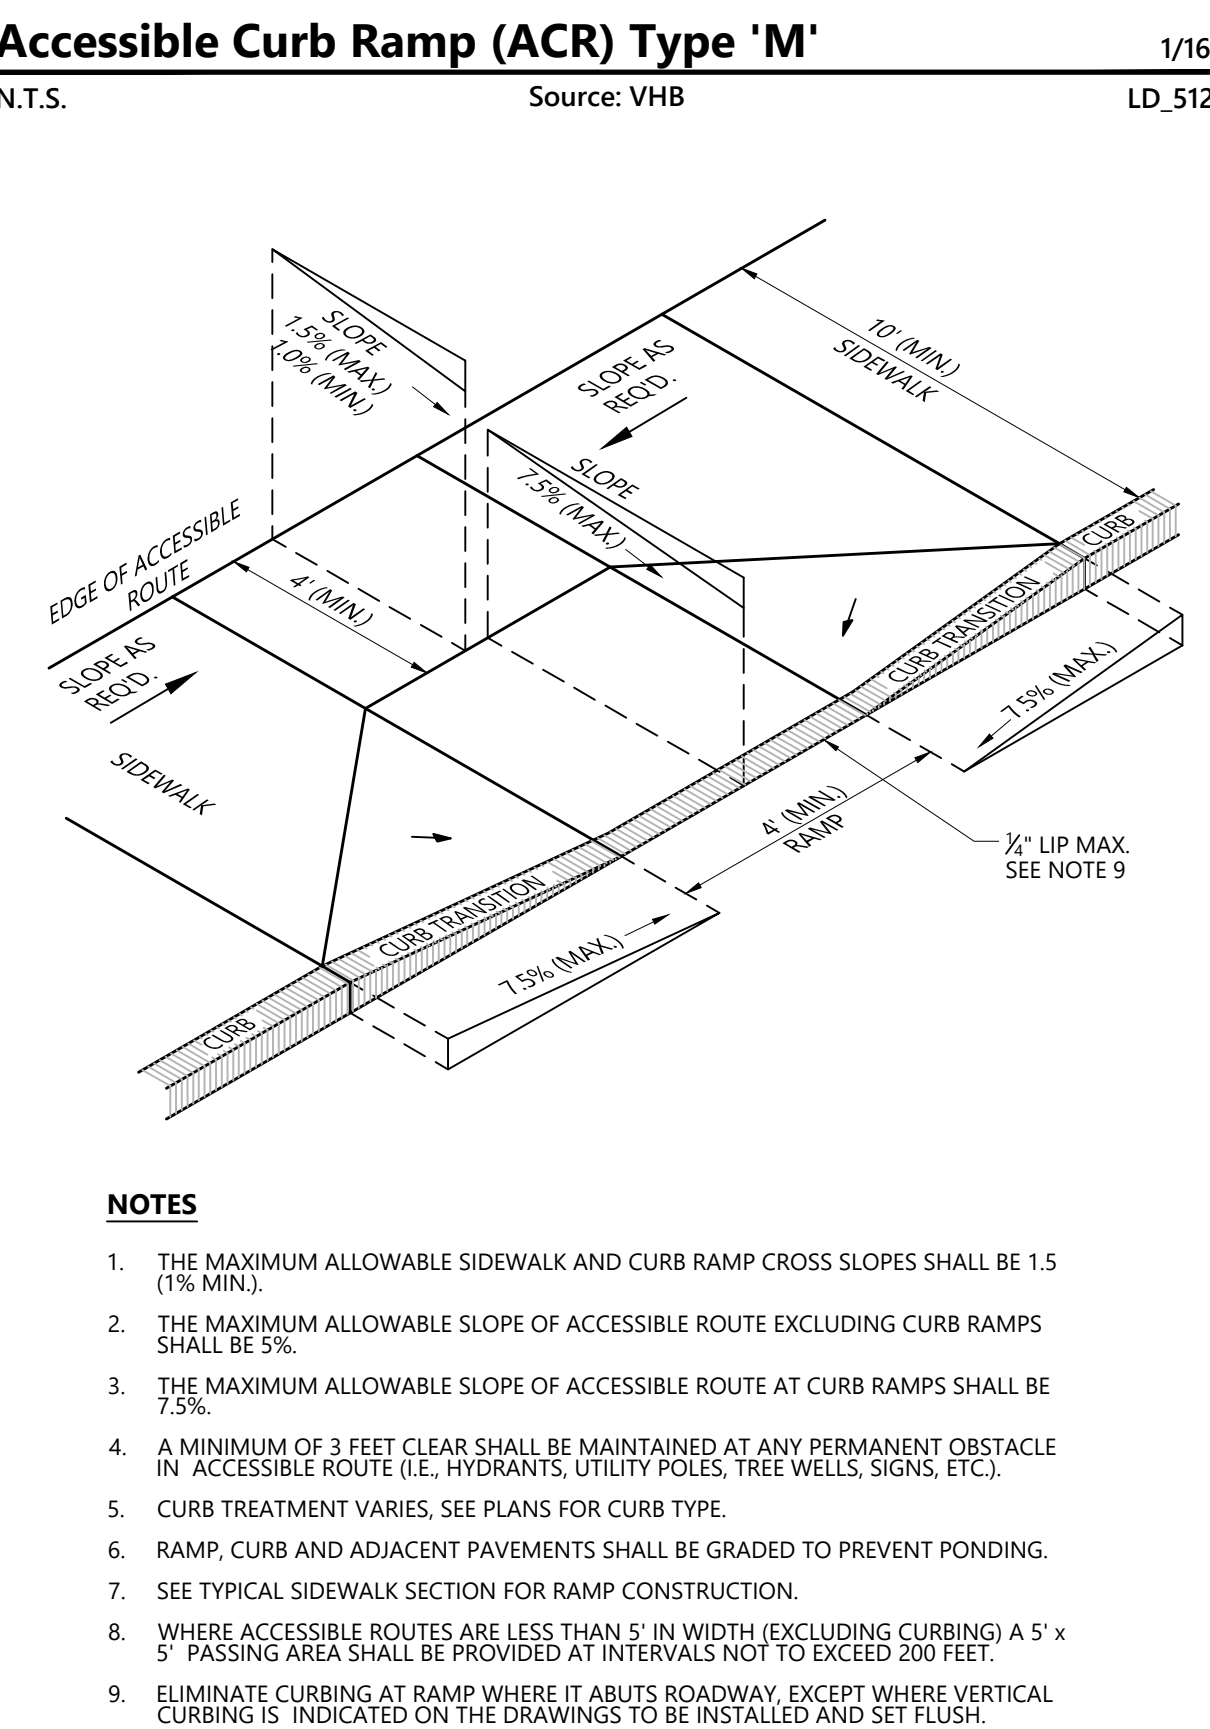 Accessible Curb Ramp (ACR) Type 'M'
1/16
N.T.S.
Source: VHB
LD_512
SLOPE
1.5% (MAX.)
1.0% (MIN.)
SLOPE AS
REQ'D.
10' (MIN.)
SIDEWALK
SLOPE
7.5% (MAX.)
EDGE OF ACCESSIBLE
ROUTE
4' (MIN.)
CURB
CURB TRANSITION
SLOPE AS
REQ'D.
7.5% (MAX.)
SIDEWALK
4' (MIN.)
RAMP
1/4" LIP MAX.
SEE NOTE 9
CURB TRANSITION
7.5% (MAX.)
CURB
NOTES
1. THE MAXIMUM ALLOWABLE SIDEWALK AND CURB RAMP CROSS SLOPES SHALL BE 1.5
(1% MIN.).
2. THE MAXIMUM ALLOWABLE SLOPE OF ACCESSIBLE ROUTE EXCLUDING CURB RAMPS
SHALL BE 5%.
3. THE MAXIMUM ALLOWABLE SLOPE OF ACCESSIBLE ROUTE AT CURB RAMPS SHALL BE
7.5%.
4. A MINIMUM OF 3 FEET CLEAR SHALL BE MAINTAINED AT ANY PERMANENT OBSTACLE
IN ACCESSIBLE ROUTE (I.E., HYDRANTS, UTILITY POLES, TREE WELLS, SIGNS, ETC.).
5. CURB TREATMENT VARIES, SEE PLANS FOR CURB TYPE.
6. RAMP, CURB AND ADJACENT PAVEMENTS SHALL BE GRADED TO PREVENT PONDING.
7. SEE TYPICAL SIDEWALK SECTION FOR RAMP CONSTRUCTION.
8. WHERE ACCESSIBLE ROUTES ARE LESS THAN 5' IN WIDTH (EXCLUDING CURBING) A 5' x
5' PASSING AREA SHALL BE PROVIDED AT INTERVALS NOT TO EXCEED 200 FEET.
9. ELIMINATE CURBING AT RAMP WHERE IT ABUTS ROADWAY, EXCEPT WHERE VERTICAL
CURBING IS INDICATED ON THE DRAWINGS TO BE INSTALLED AND SET FLUSH.